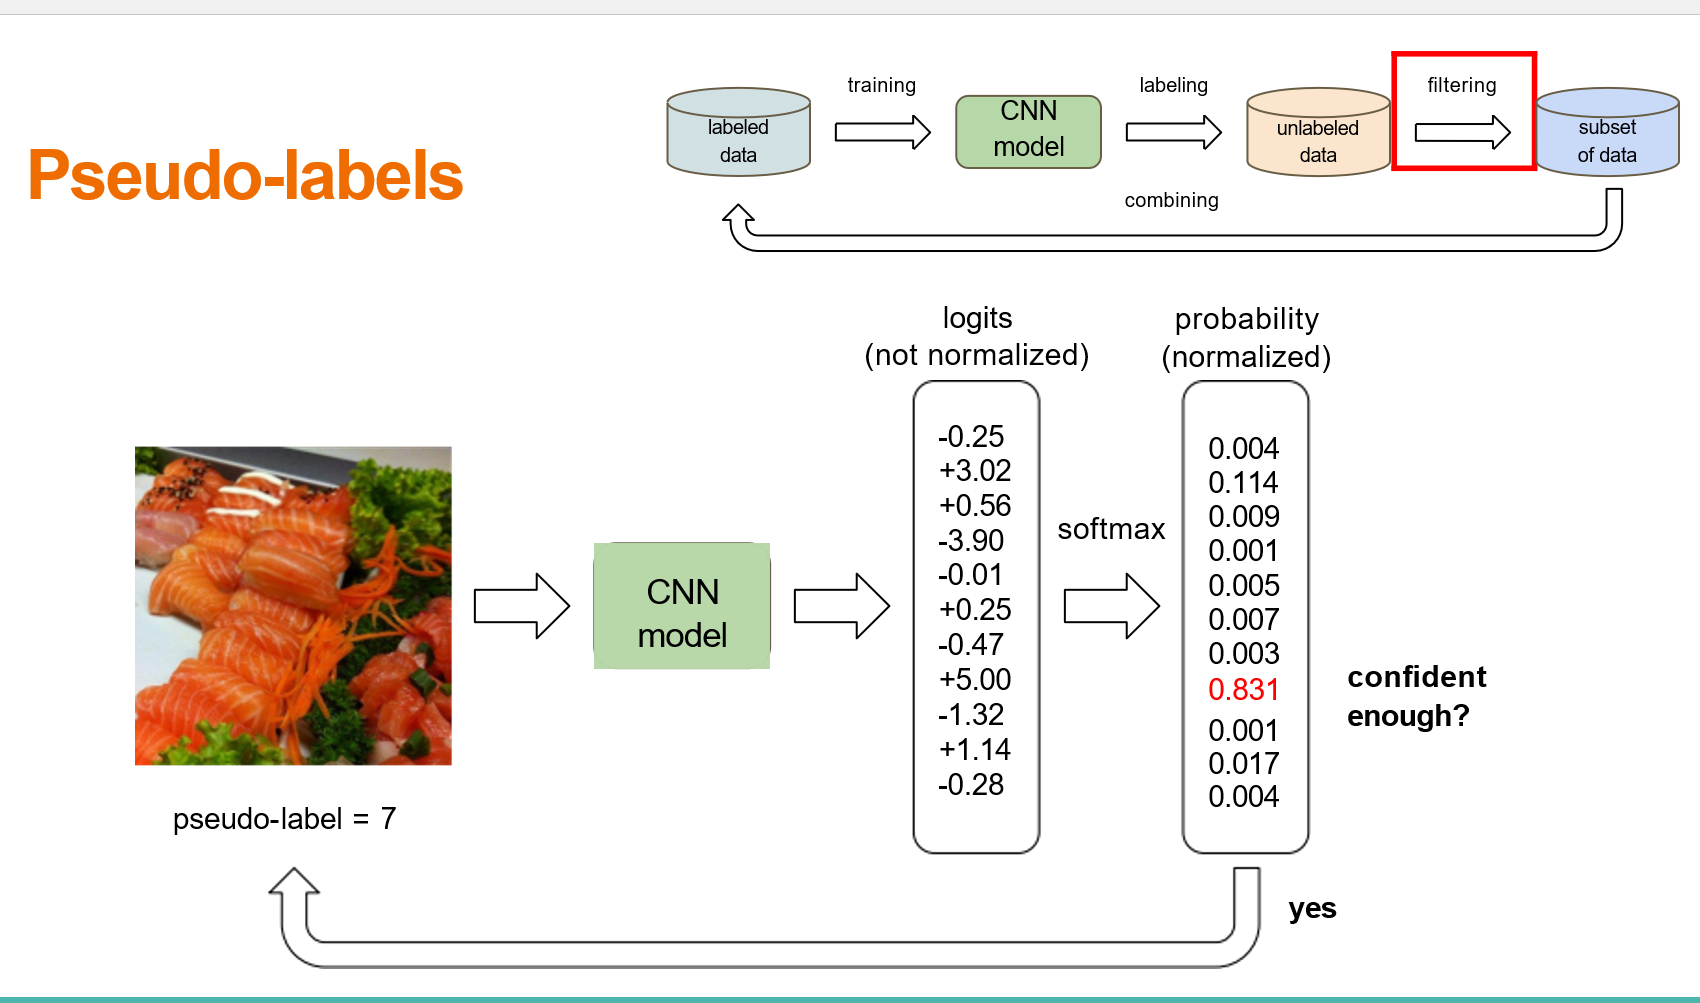 Pseudo-labels
training
labeling
filtering
labeled
data
CNN
model
unlabeled
data
subset
of data
combining
logits
(not normalized)
probability
(normalized)
-0.25
+3.02
+0.56
-3.90
-0.01
+0.25
-0.47
+5.00
-1.32
+1.14
-0.28
softmax
0.004
0.114
0.009
0.001
0.005
0.007
0.003
0.831
0.001
0.017
0.004
CNN
model
confident
enough?
pseudo-label = 7
yes